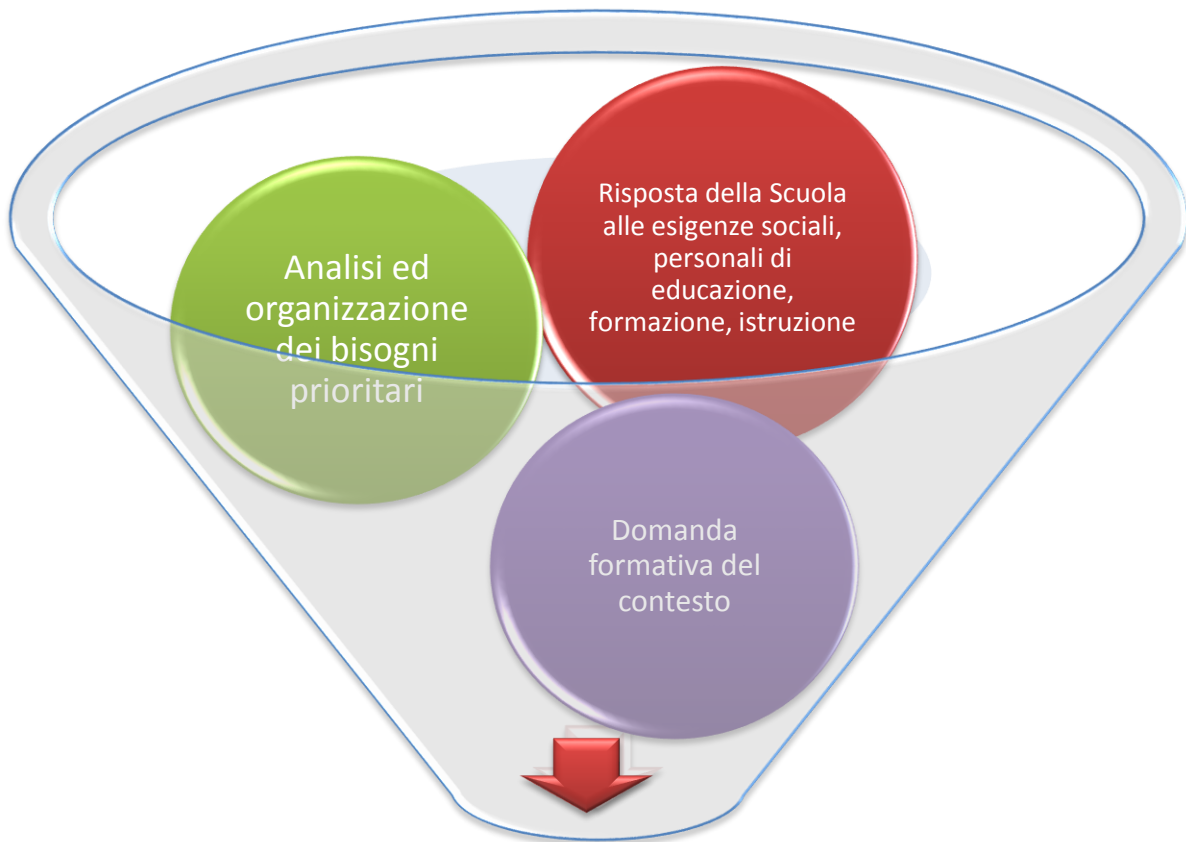 Analisi ed
organizzazione
dei bisogni
prioritari
Risposta della Scuola
alle esigenze sociali,
personali di
educazione,
formazione, istruzione
Domanda
formativa del
contesto